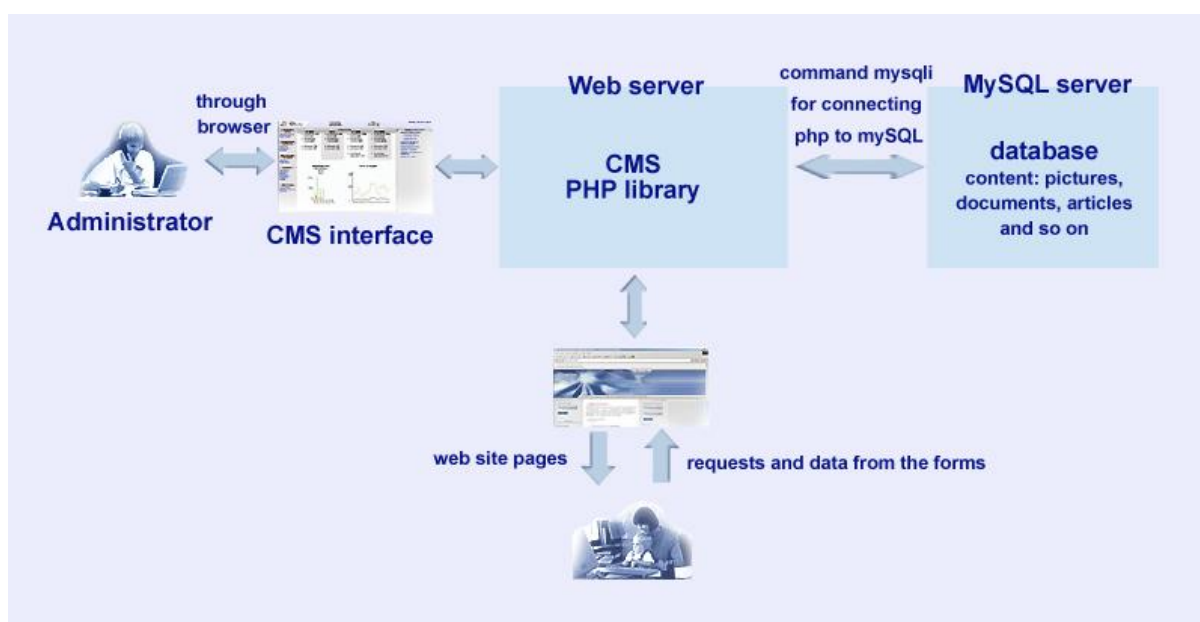 through
browser
Administrator
CMS interface
Web server
CMS
PHP library
command mysqli
for connecting
php to mySQL
MySQL server
database
content: pictures,
documents, articles
and so on
web site pages
requests and data from the forms